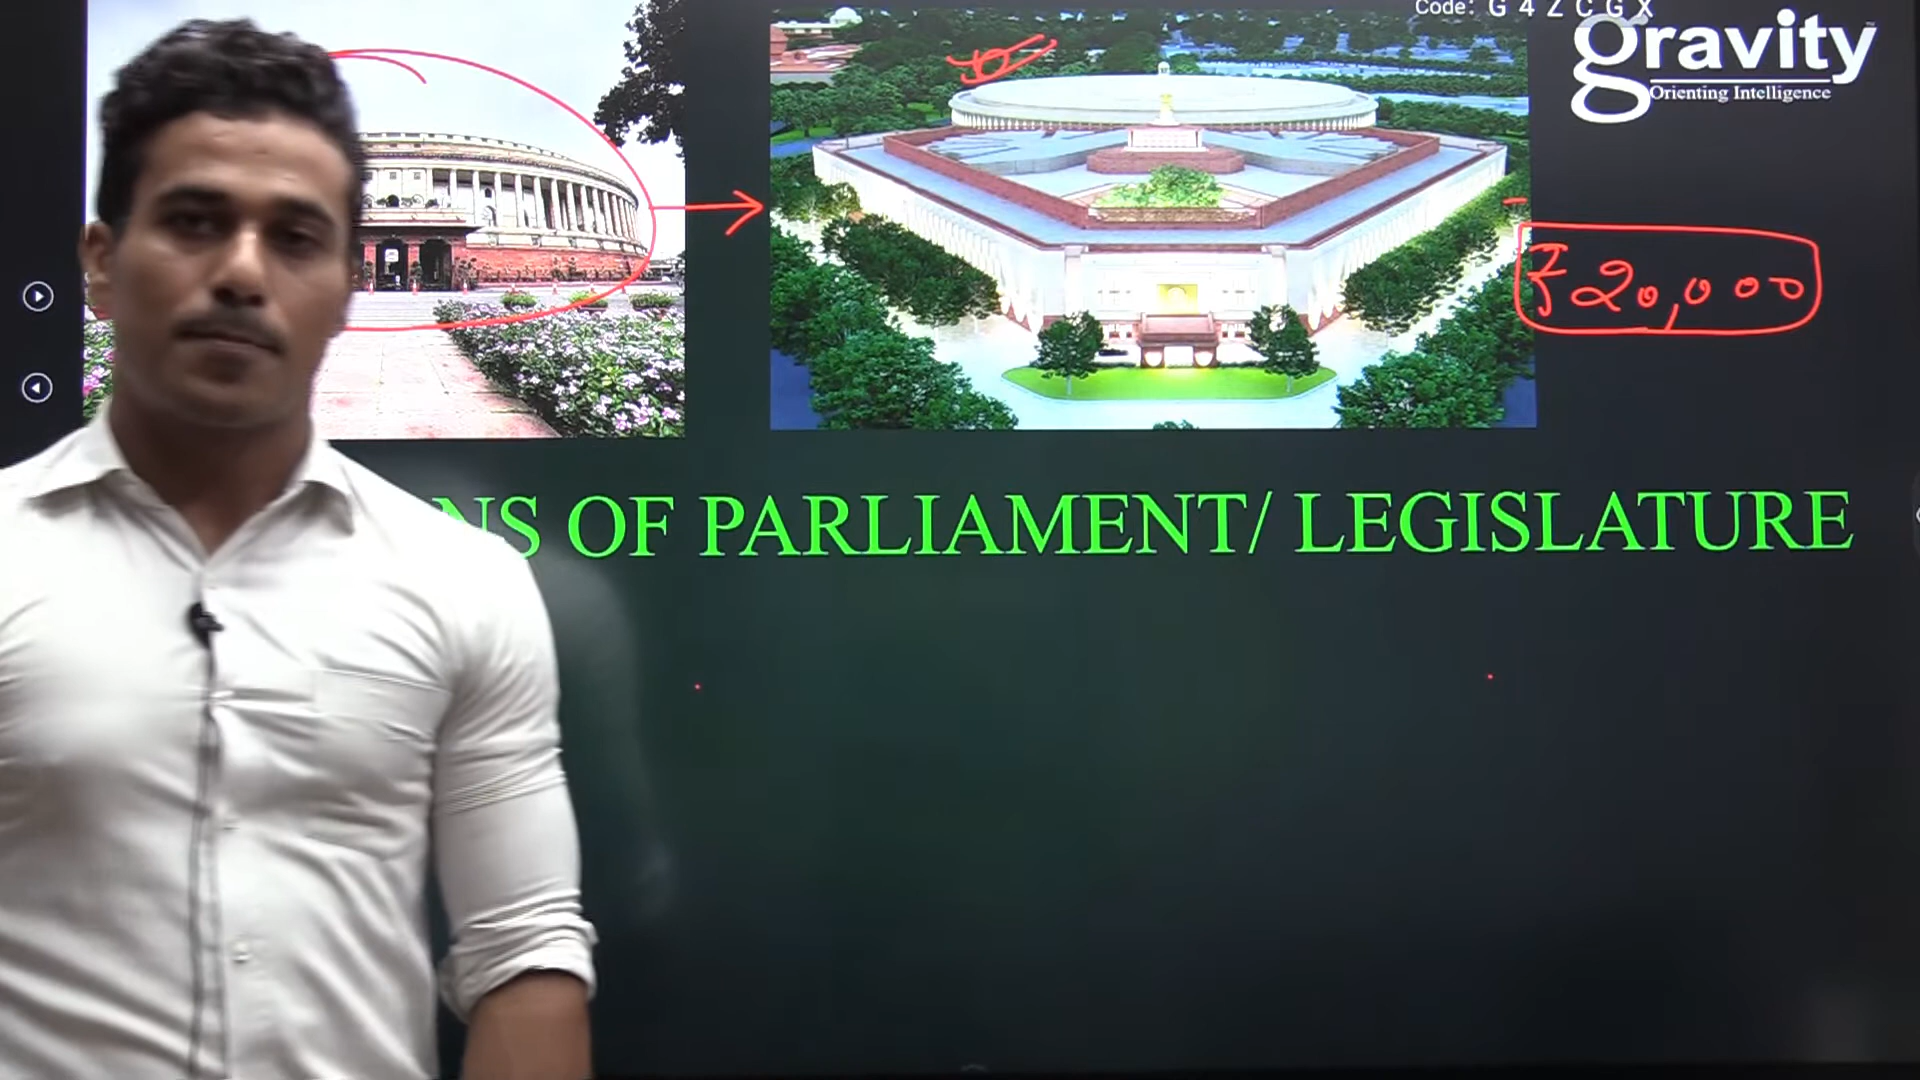 Code: G 4 Z C G X
gravity
Orienting Intelligence
₹20,000
NS OF PARLIAMENT/ LEGISLATURE